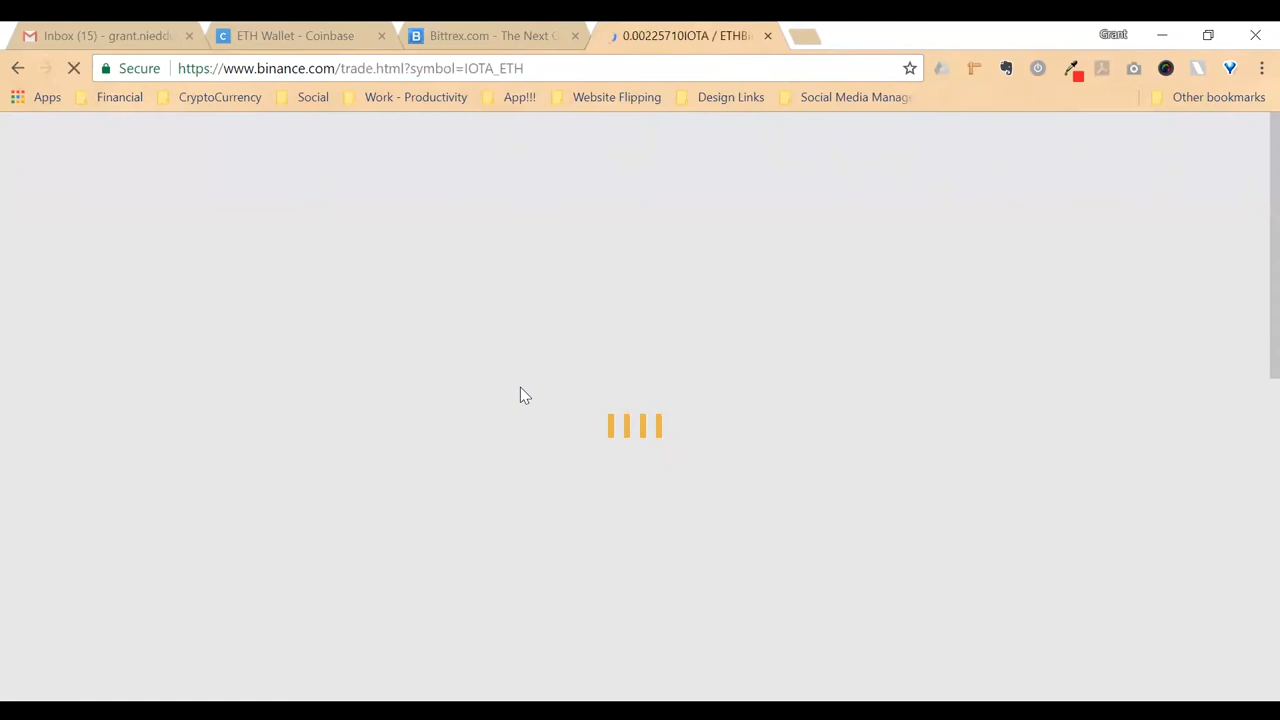 Inbox (15) - grant.niedd
ETH Wallet - Coinbase
Bittrex.com - The Next
0.00225710IOTA / ETHBi
Grant
Secure
https://www.binance.com/trade.html?symbol=IOTA_ETH
Apps
Financial
CryptoCurrency
Social
Work - Productivity
App!!!
Website Flipping
Design Links
Social Media Manag
Other bookmarks